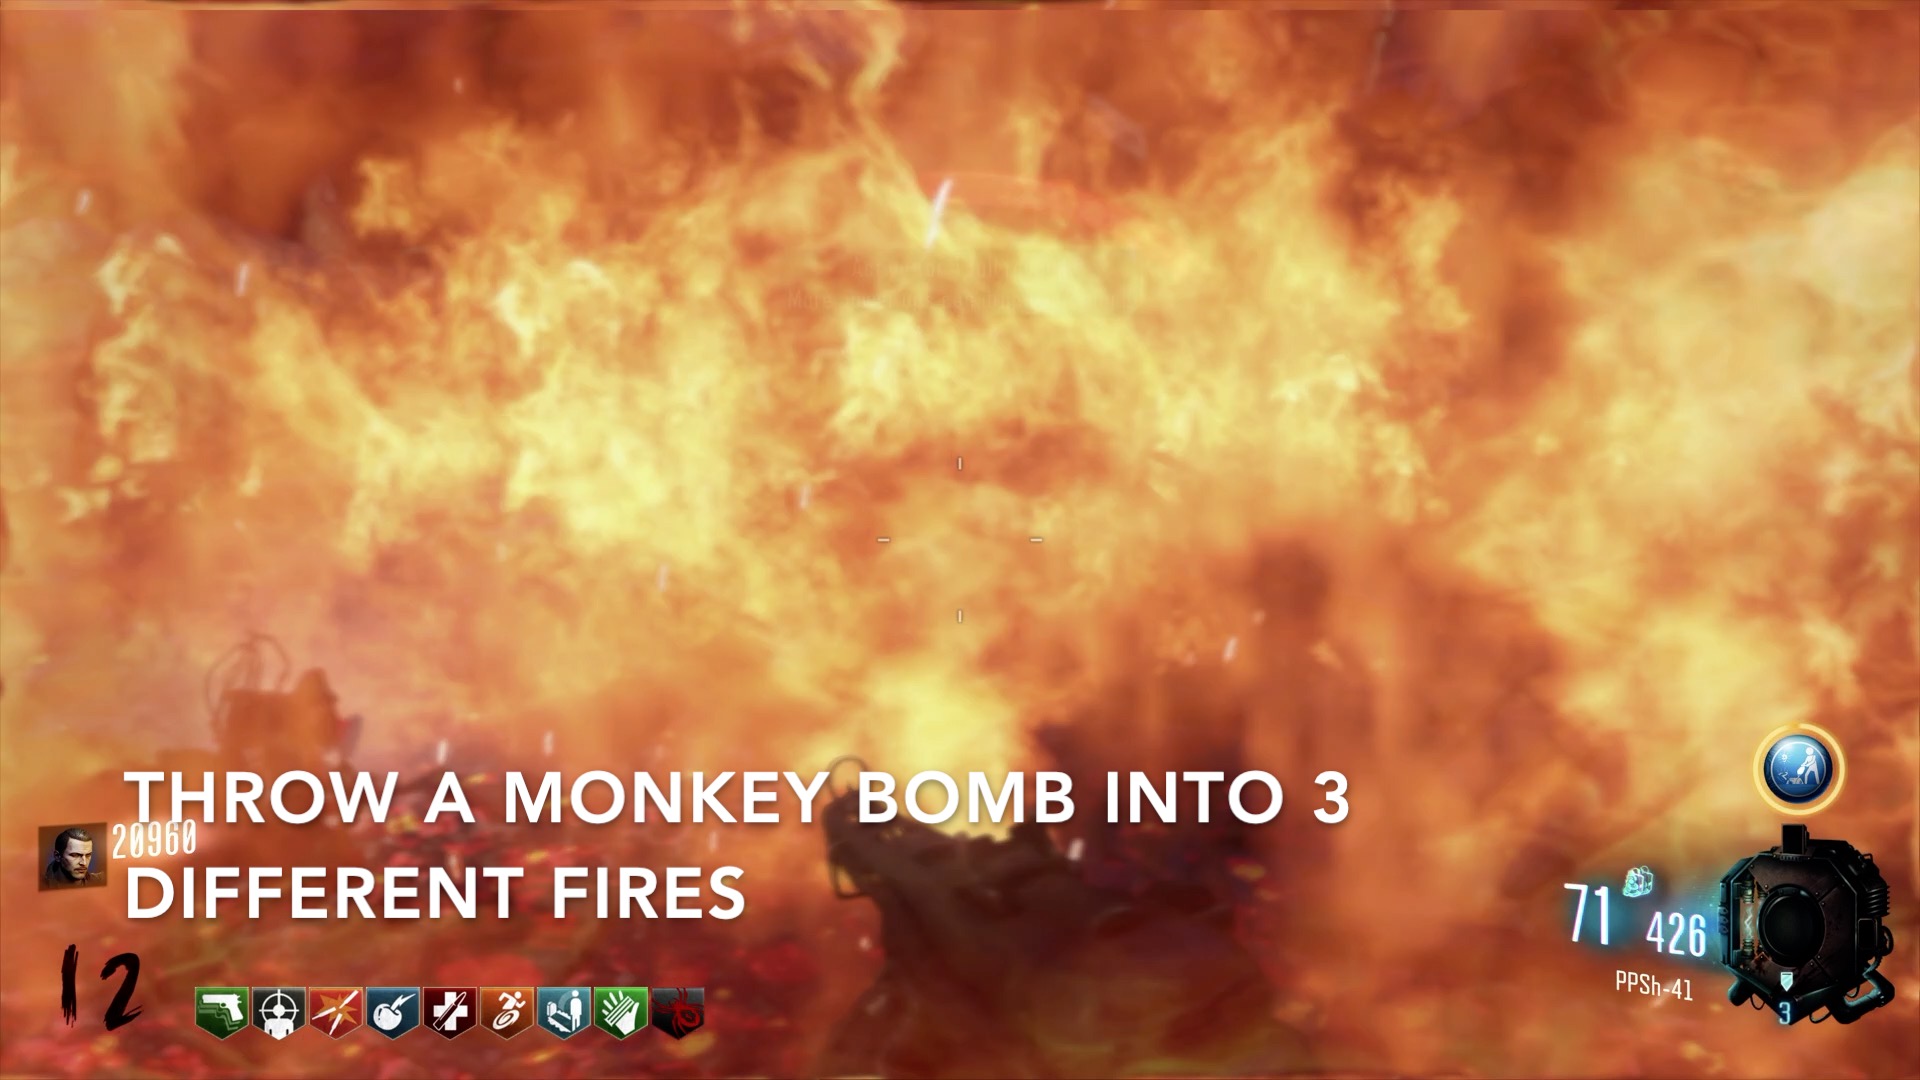 THROW A MONKEY BOMB INTO 3
20960
DIFFERENT FIRES
71 426
PPSh-41
12
3